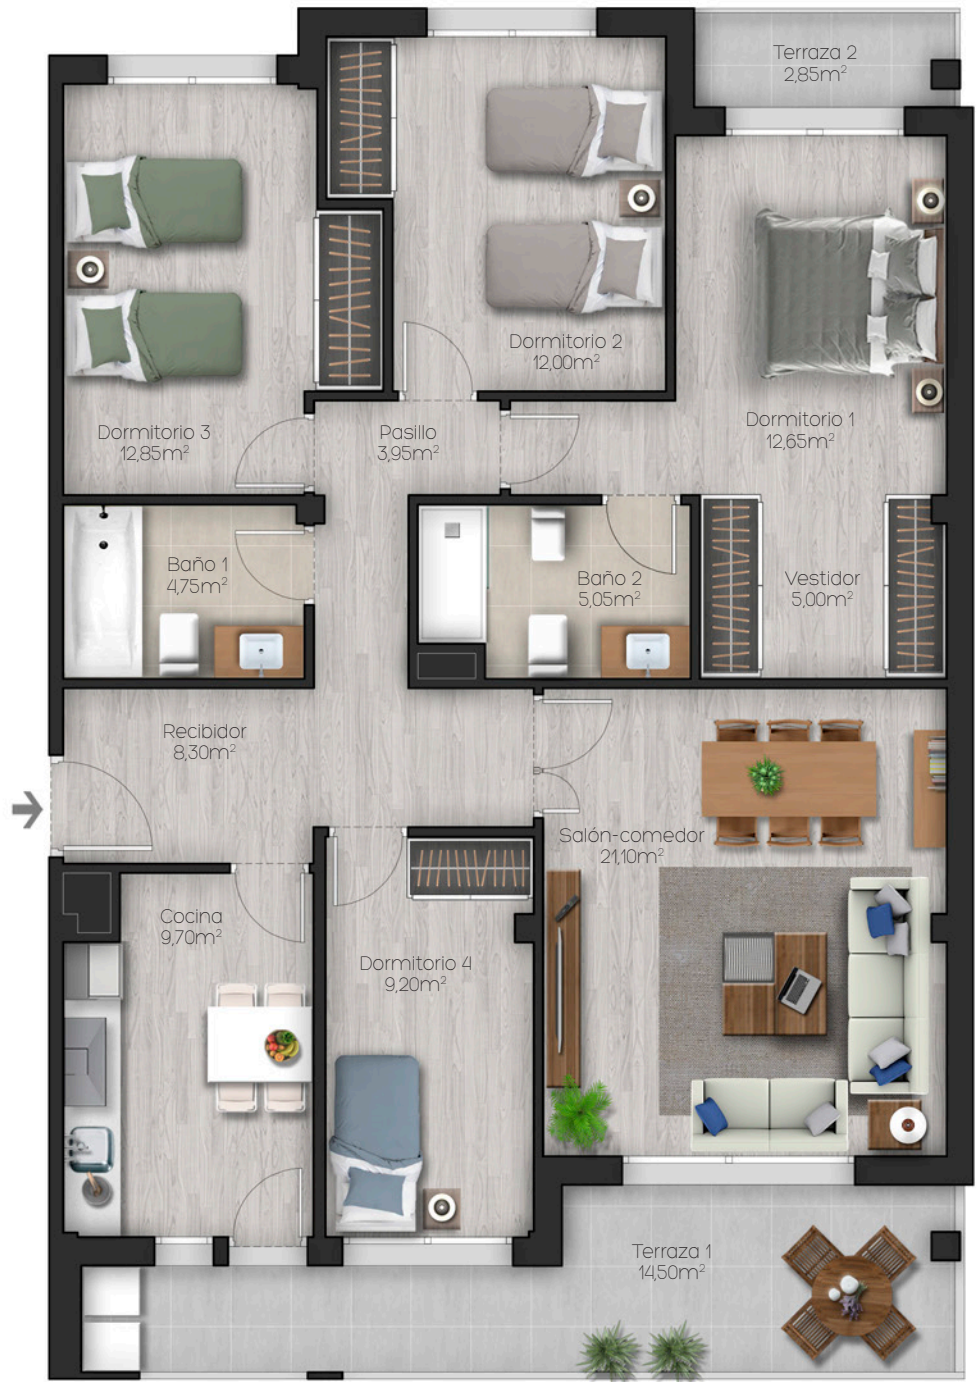 Terraza 2
2,85m²
Dormitorio 2
12,00m²
Dormitorio 3
12,85m²
Pasillo
3,95m²
Dormitorio 1
12,65m²
Baño 1
4,75m²
Baño 2
5,05m²
Vestidor
5,00m²
Recibidor
8,30m²
Salón-comedor
21,10m²
Cocina
9,70m²
Dormitorio 4
9,20m²
Terraza 1
14,50m²